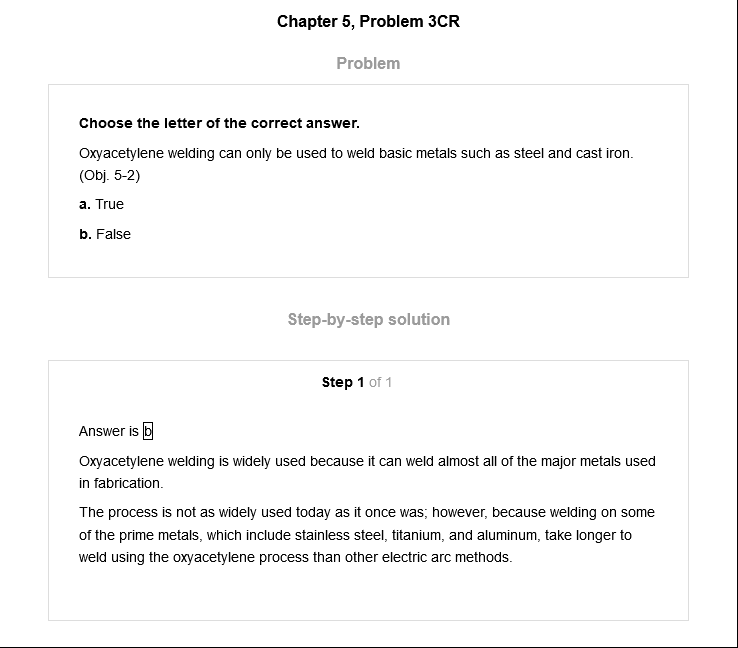 Chapter 5, Problem 3CR
Problem
Choose the letter of the correct answer.
Oxyacetylene welding can only be used to weld basic metals such as steel and cast iron.
(Obj. 5-2)
a. True
b. False
Step-by-step solution
Step 1 of 1
Answer is b
Oxyacetylene welding is widely used because it can weld almost all of the major metals used
in fabrication.
The process is not as widely used today as it once was; however, because welding on some
of the prime metals, which include stainless steel, titanium, and aluminum, take longer to
weld using the oxyacetylene process than other electric arc methods.